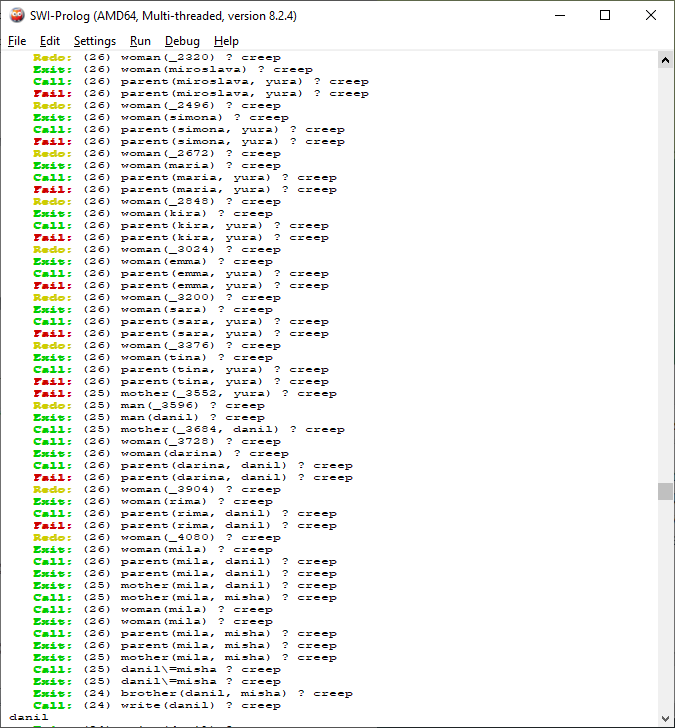 SWI-Prolog (AMD64, Multi-threaded, version 8.2.4)
File Edit Settings Run Debug Help
Redo: (26) woman(_2320) ? creep
Exit: (26) woman(miroslava) ? creep
Call: (26) parent(miroslava, yura) ? creep
Fail: (26) parent(miroslava, yura) ? creep
Redo: (26) woman(_2496) ? creep
Exit: (26) woman(simona) ? creep
Call: (26) parent(simona, yura) ? creep
Fail: (26) parent(simona, yura) ? creep
Redo: (26) woman(_2672) ? creep
Exit: (26) woman(maria) ? creep
Call: (26) parent(maria, yura) ? creep
Fail: (26) parent(maria, yura) ? creep
Redo: (26) woman(_2848) ? creep
Exit: (26) woman(kira) ? creep
Call: (26) parent(kira, yura) ? creep
Fail: (26) parent(kira, yura) ? creep
Redo: (26) woman(_3024) ? creep
Exit: (26) woman(emma) ? creep
Call: (26) parent(emma, yura) ? creep
Fail: (26) parent(emma, yura) ? creep
Redo: (26) woman(_3200) ? creep
Exit: (26) woman(sara) ? creep
Call: (26) parent(sara, yura) ? creep
Fail: (26) parent(sara, yura) ? creep
Redo: (26) woman(_3376) ? creep
Exit: (26) woman(tina) ? creep
Call: (26) parent(tina, yura) ? creep
Fail: (26) parent(tina, yura) ? creep
Fail: (25) mother(_3552, yura) ? creep
Redo: (25) man(_3596) ? creep
Exit: (25) man(danil) ? creep
Call: (25) mother(_3684, danil) ? creep
Call: (26) woman(_3728) ? creep
Exit: (26) woman(darina) ? creep
Call: (26) parent(darina, danil) ? creep
Fail: (26) parent(darina, danil) ? creep
Redo: (26) woman(_3904) ? creep
Exit: (26) woman(rima) ? creep
Call: (26) parent(rima, danil) ? creep
Fail: (26) parent(rima, danil) ? creep
Redo: (26) woman(_4080) ? creep
Exit: (26) woman(mila) ? creep
Call: (26) parent(mila, danil) ? creep
Exit: (26) parent(mila, danil) ? creep
Exit: (25) mother(mila, danil) ? creep
Call: (25) mother(mila, misha) ? creep
Call: (26) woman(mila) ? creep
Exit: (26) woman(mila) ? creep
Call: (26) parent(mila, misha) ? creep
Exit: (26) parent(mila, misha) ? creep
Exit: (25) mother(mila, misha) ? creep
Call: (25) danil\=misha ? creep
Exit: (25) danil\=misha ? creep
Exit: (24) brother(danil, misha) ? creep
Call: (24) write(danil) ? creep
danil